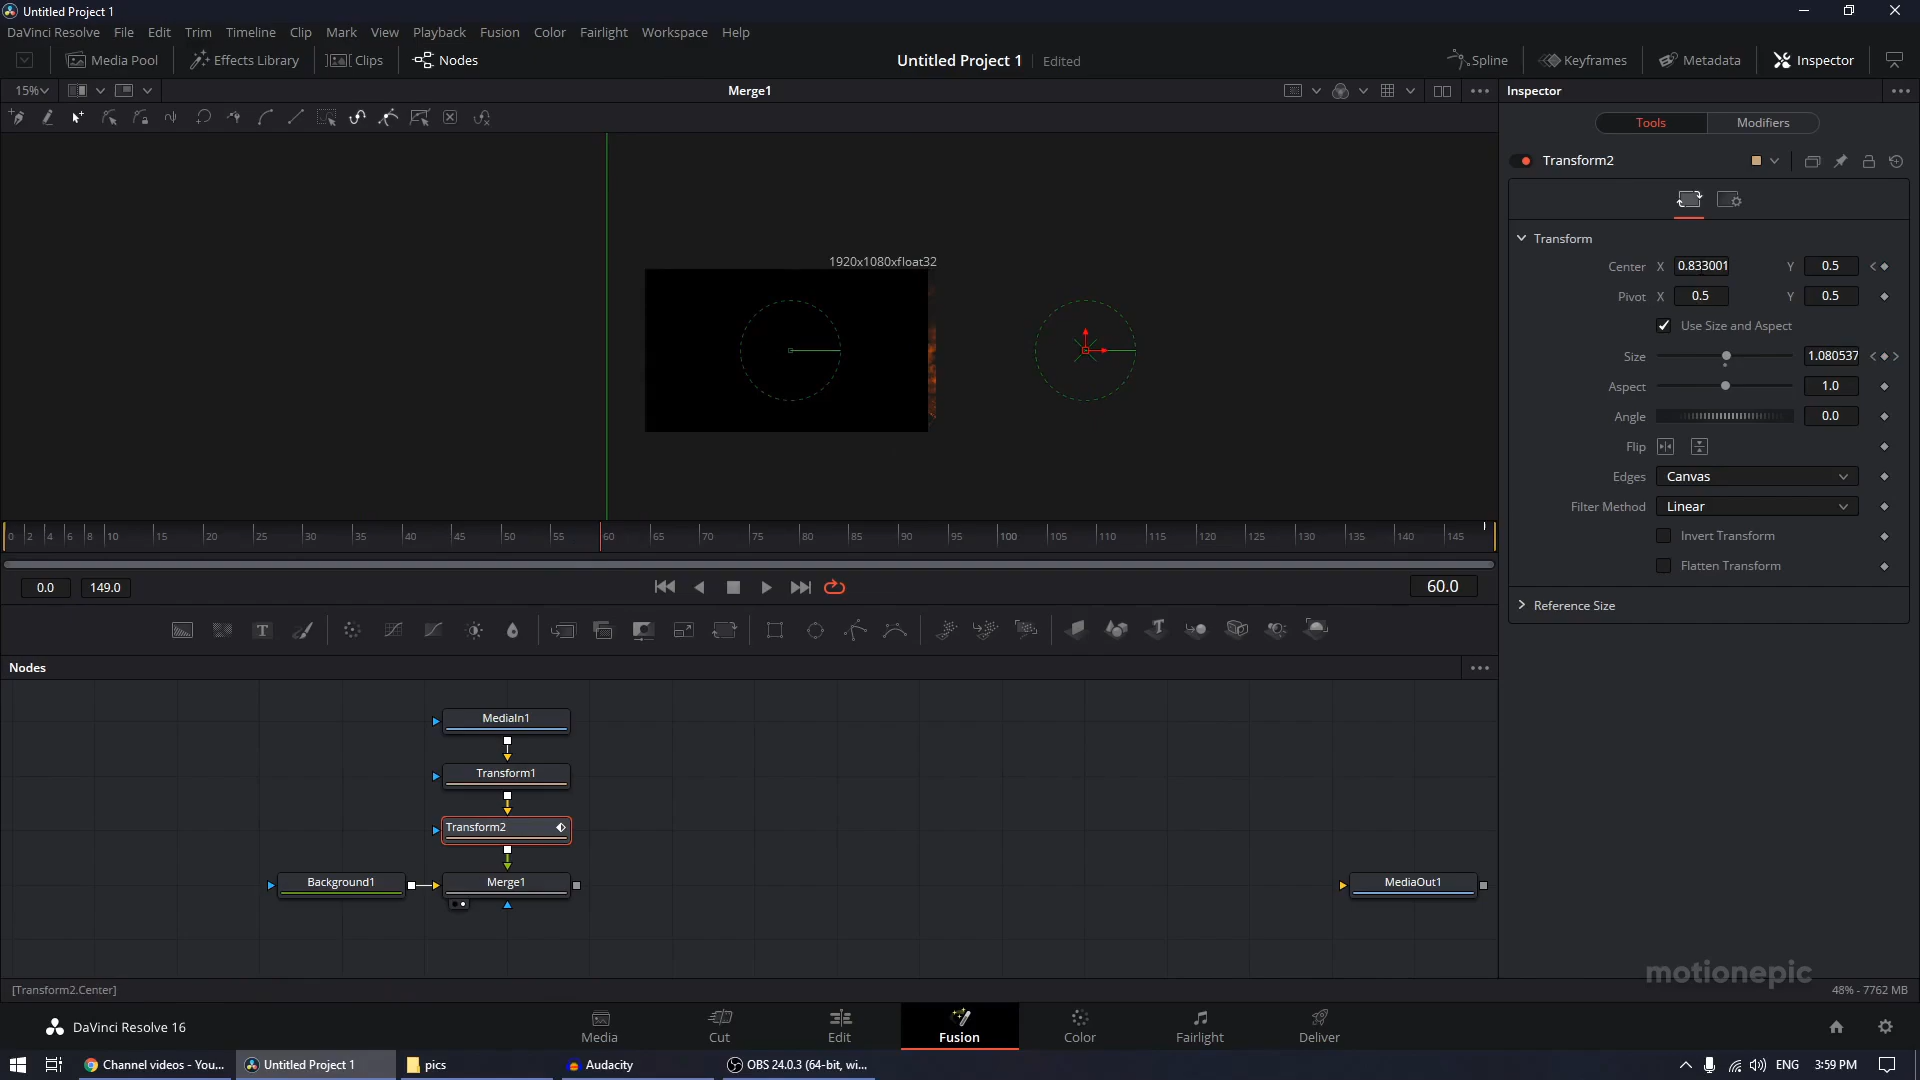 Untitled Project 1
DaVinci Resolve File Edit Trim Timeline Clip Mark View Playback Fusion Color Fairlight Workspace Help
Media Pool Effects Library Clips Nodes Untitled Project 1 Edited Spline Keyframes Metadata Inspector
15% Merge1 Inspector
Tools Modifiers
Transform2
Transform
1920x1080xfloat32
Center X 0.833001 Y 0.5
Pivot X 0.5 Y 0.5
Use Size and Aspect
Size 1.080537
Aspect 1.0
Angle 0.0
Flip
Edges Canvas
Filter Method Linear
Invert Transform
Flatten Transform
Reference Size
0 2 4 6 8 10 15 20 25 30 35 40 45 50 55 60 65 70 75 80 85 90 95 100 105 110 115 120 125 130 135 140 145
0.0 149.0 60.0
T
T
Nodes
MediaIn1
Transform1
Transform2
Background1 Merge1 MediaOut1
motionepic
[Transform2.Center] 48% - 7762 MB
DaVinci Resolve 16 Media Cut Edit Fusion Color Fairlight Deliver
Channel videos - You... Untitled Project 1 pics Audacity OBS 24.0.3 (64-bit, wi... ENG 3:59 PM